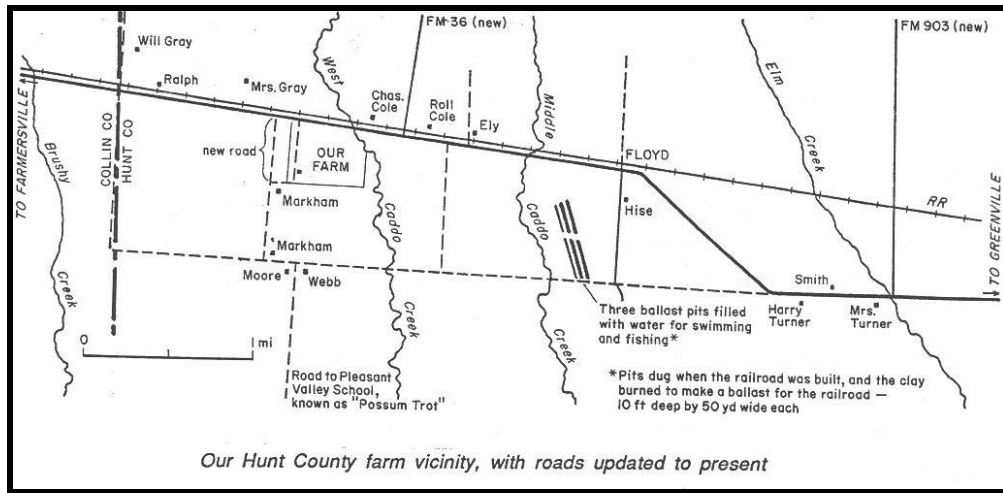 FM-36 (new)
FM 903 (new)
Will Gray
West
Elm
Ralph
Mrs. Gray
Chas.
Cole
Roll
Cole
Middle
Ely
TO FARMERSVILLE
Brushy
COLLIN CO
HUNT CO
new road
OUR
FARM
FLOYD
Creek
RR
Markham
Caddo
Caddo
Hise
TO GREENVILLE
Markham
Moore
Webb
Smith
Creek
Harry
Turner
Mrs.
Turner
Three ballast pits filled
with water for swimming
and fishing*
Creek
Creek
0
1 mi
Road to Pleasant
Valley School,
known as "Possum Trot"
*Pits dug when the railroad was built, and the clay
burned to make a ballast for the railroad —
10 ft deep by 50 yd wide each
Our Hunt County farm vicinity, with roads updated to present